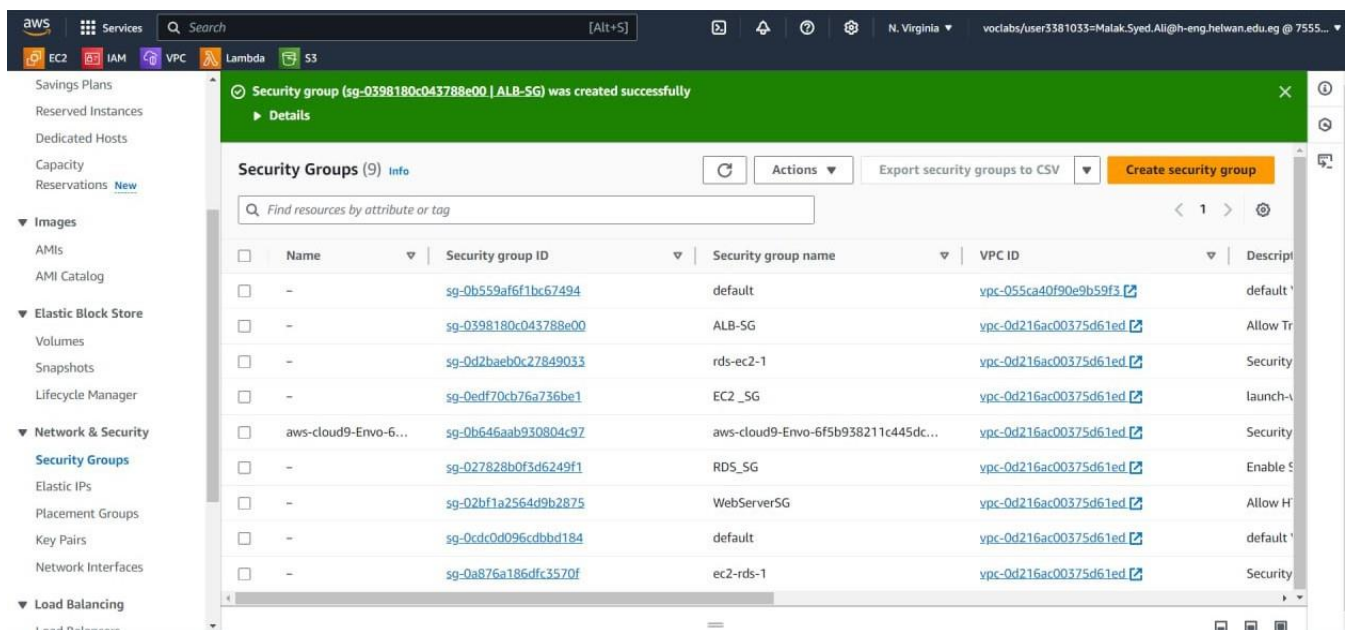 aws Services Search [Alt+S] N. Virginia ▼ voclabs/user3381033=Malak.Syed.Ali@h-eng.helwan.edu.eg @ 7555... ▼
EC2 IAM VPC Lambda S3
Savings Plans
Reserved Instances
Dedicated Hosts
Capacity
Reservations New
▼ Images
AMIs
AMI Catalog
▼ Elastic Block Store
Volumes
Snapshots
Lifecycle Manager
▼ Network & Security
Security Groups
Elastic IPs
Placement Groups
Key Pairs
Network Interfaces
▼ Load Balancing
Security group (sg-0398180c043788e00 | ALB-SG) was created successfully
▶ Details
Security Groups (9) Info Actions ▼ Export security groups to CSV ▼ Create security group
Find resources by attribute or tag < 1 >
Name Security group ID Security group name VPC ID Descript
– sg-0b559af6f1bc67494 default vpc-055ca40f90e9b59f3 default
– sg-0398180c043788e00 ALB-SG vpc-0d216ac00375d61ed Allow Tr
– sg-0d2baeb0c27849033 rds-ec2-1 vpc-0d216ac00375d61ed Security
– sg-0edf70cb76a736be1 EC2 _SG vpc-0d216ac00375d61ed launch-
aws-cloud9-Envo-6... sg-0b646aab930804c97 aws-cloud9-Envo-6f5b938211c445dc... vpc-0d216ac00375d61ed Security
– sg-027828b0f3d6249f1 RDS_SG vpc-0d216ac00375d61ed Enable S
– sg-02bf1a2564d9b2875 WebServerSG vpc-0d216ac00375d61ed Allow H
– sg-0cdc0d096cdbbd184 default vpc-0d216ac00375d61ed default
– sg-0a876a186dfc3570f ec2-rds-1 vpc-0d216ac00375d61ed Security